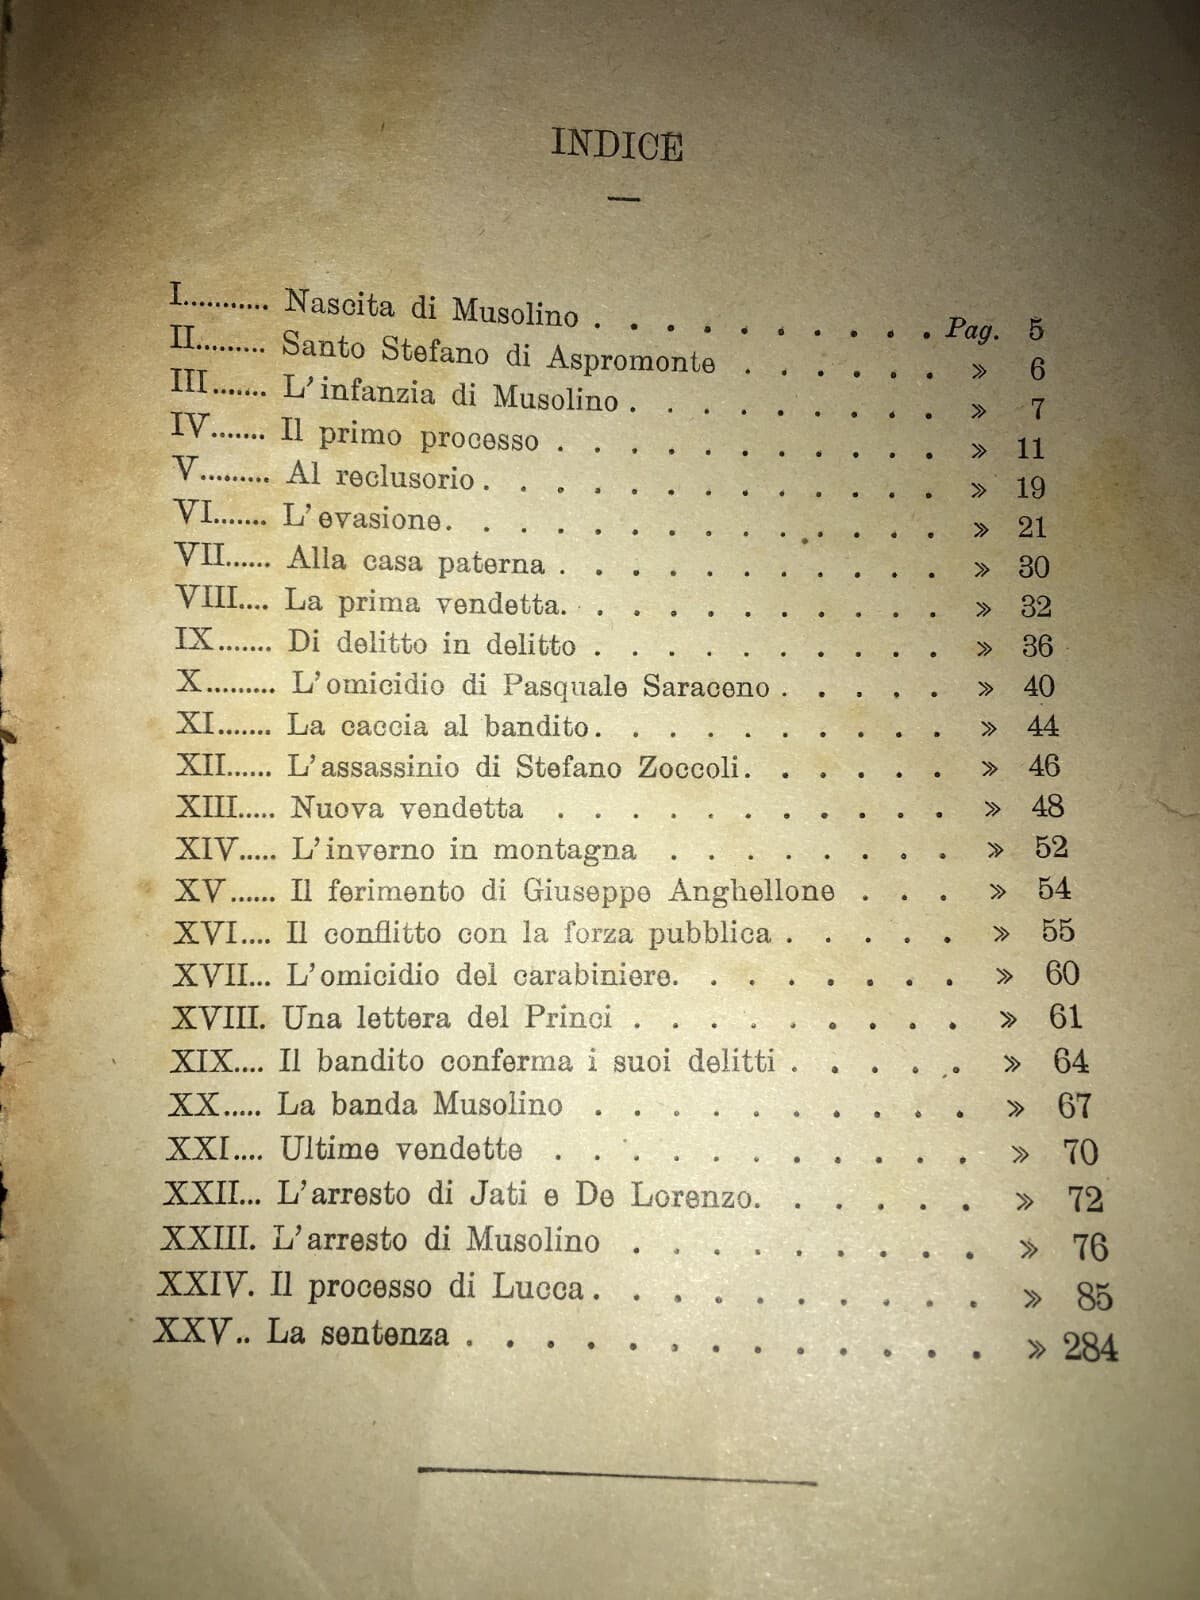 INDICE
I........... Nascita di Musolino . . . . . . . . . . Pag. 5
II......... Santo Stefano di Aspromonte . . . . . . » 6
III....... L'infanzia di Musolino . . . . . . . . . » 7
IV....... Il primo processo . . . . . . . . . . . » 11
V......... Al reclusorio . . . . . . . . . . . . . » 19
VI....... L'evasione. . . . . . . . . . . . . . » 21
VII...... Alla casa paterna . . . . . . . . . . . » 30
VIII.... La prima vendetta. . . . . . . . . . . » 32
IX....... Di delitto in delitto . . . . . . . . . . » 36
X......... L'omicidio di Pasquale Saraceno . . . . . » 40
XI....... La caccia al bandito. . . . . . . . . . » 44
XII...... L'assassinio di Stefano Zoccoli. . . . . . » 46
XIII..... Nuova vendetta . . . . . . . . . . . » 48
XIV..... L'inverno in montagna . . . . . . . . » 52
XV...... Il ferimento di Giuseppe Anghellone . . . » 54
XVI.... Il conflitto con la forza pubblica . . . . . » 55
XVII... L'omicidio del carabiniere. . . . . . . . » 60
XVIII. Una lettera del Princi . . . . . . . . . » 61
XIX.... Il bandito conferma i suoi delitti . . . . . » 64
XX..... La banda Musolino . . . . . . . . . . » 67
XXI.... Ultime vendette . . . . . . . . . . . » 70
XXII... L'arresto di Jati e De Lorenzo. . . . . . » 72
XXIII. L'arresto di Musolino . . . . . . . . . » 76
XXIV. Il processo di Lucca . . . . . . . . . . » 85
XXV.. La sentenza . . . . . . . . . . . . . » 284